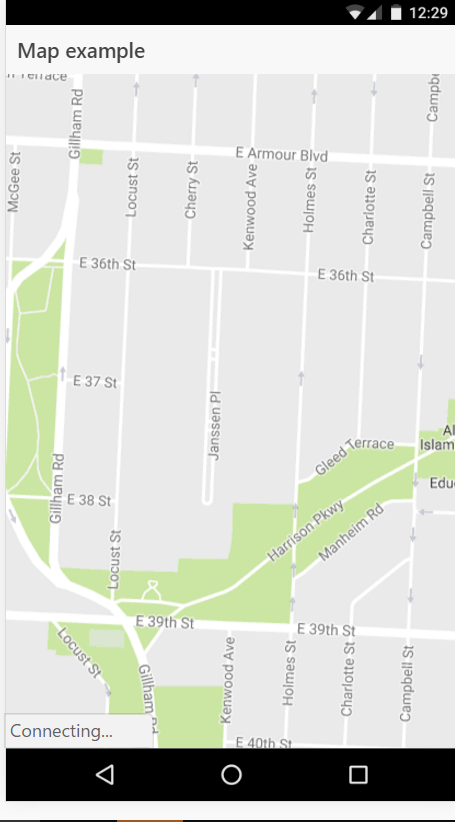 12:29
Map example
Terrace
Gillham Rd
McGee St
Locust St
Cherry St
E Armour Blvd
Kenwood Ave
Holmes St
Charlotte St
Campbell St
Campb
E 36th St
E 36th St
E 37 St
Janssen Pl
Gleed Terrace
Al
Islam
Edu
Gillham Rd
E 38 St
Harrison Pkwy
Manheim Rd
Locust St
E 39th St
E 39th St
Locust St
Gillham Rd
Kenwood Ave
Holmes St
Charlotte St
Campbell St
Connecting...
E 40th St